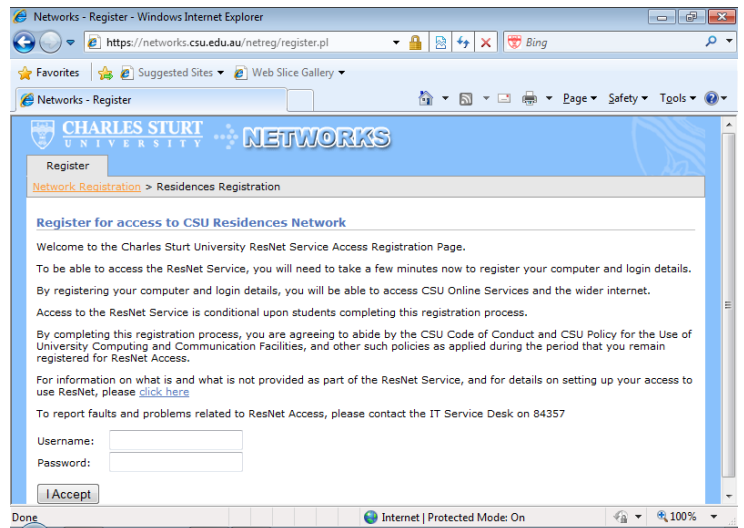 Networks - Register - Windows Internet Explorer
https://networks.csu.edu.au/netreg/register.pl
Bing
Favorites Suggested Sites Web Slice Gallery
Networks - Register Page Safety Tools
CHARLES STURT
UNIVERSITY
NETWORKS
Register
Network Registration > Residences Registration
Register for access to CSU Residences Network
Welcome to the Charles Sturt University ResNet Service Access Registration Page.
To be able to access the ResNet Service, you will need to take a few minutes now to register your computer and login details.
By registering your computer and login details, you will be able to access CSU Online Services and the wider internet.
Access to the ResNet Service is conditional upon students completing this registration process.
By completing this registration process, you are agreeing to abide by the CSU Code of Conduct and CSU Policy for the Use of
University Computing and Communication Facilities, and other such policies as applied during the period that you remain
registered for ResNet Access.
For information on what is and what is not provided as part of the ResNet Service, and for details on setting up your access to
use ResNet, please click here
To report faults and problems related to ResNet Access, please contact the IT Service Desk on 84357
Username:
Password:
I Accept
Done Internet | Protected Mode: On 100%